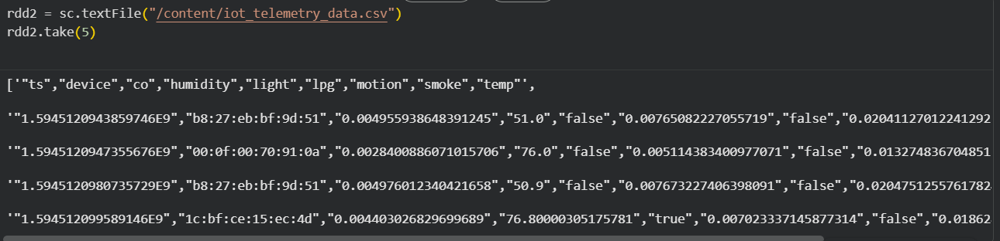 rdd2 = sc.textFile("/content/iot_telemetry_data.csv")
rdd2.take(5)
['"ts","device","co","humidity","light","lpg","motion","smoke","temp"',
'"1.5945120943859746E9","b8:27:eb:bf:9d:51","0.004955938648391245","51.0","false","0.00765082227055719","false","0.02041127012241292
'"1.5945120947355676E9","00:0f:00:70:91:0a","0.0028400886071015706","76.0","false","0.005114383400977071","false","0.013274836704851
'"1.5945120980735729E9","b8:27:eb:bf:9d:51","0.004976012340421658","50.9","false","0.007673227406398091","false","0.0204751255761782
'"1.594512099589146E9","1c:bf:ce:15:ec:4d","0.004403026829699689","76.80000305175781","true","0.007023337145877314","false","0.01862